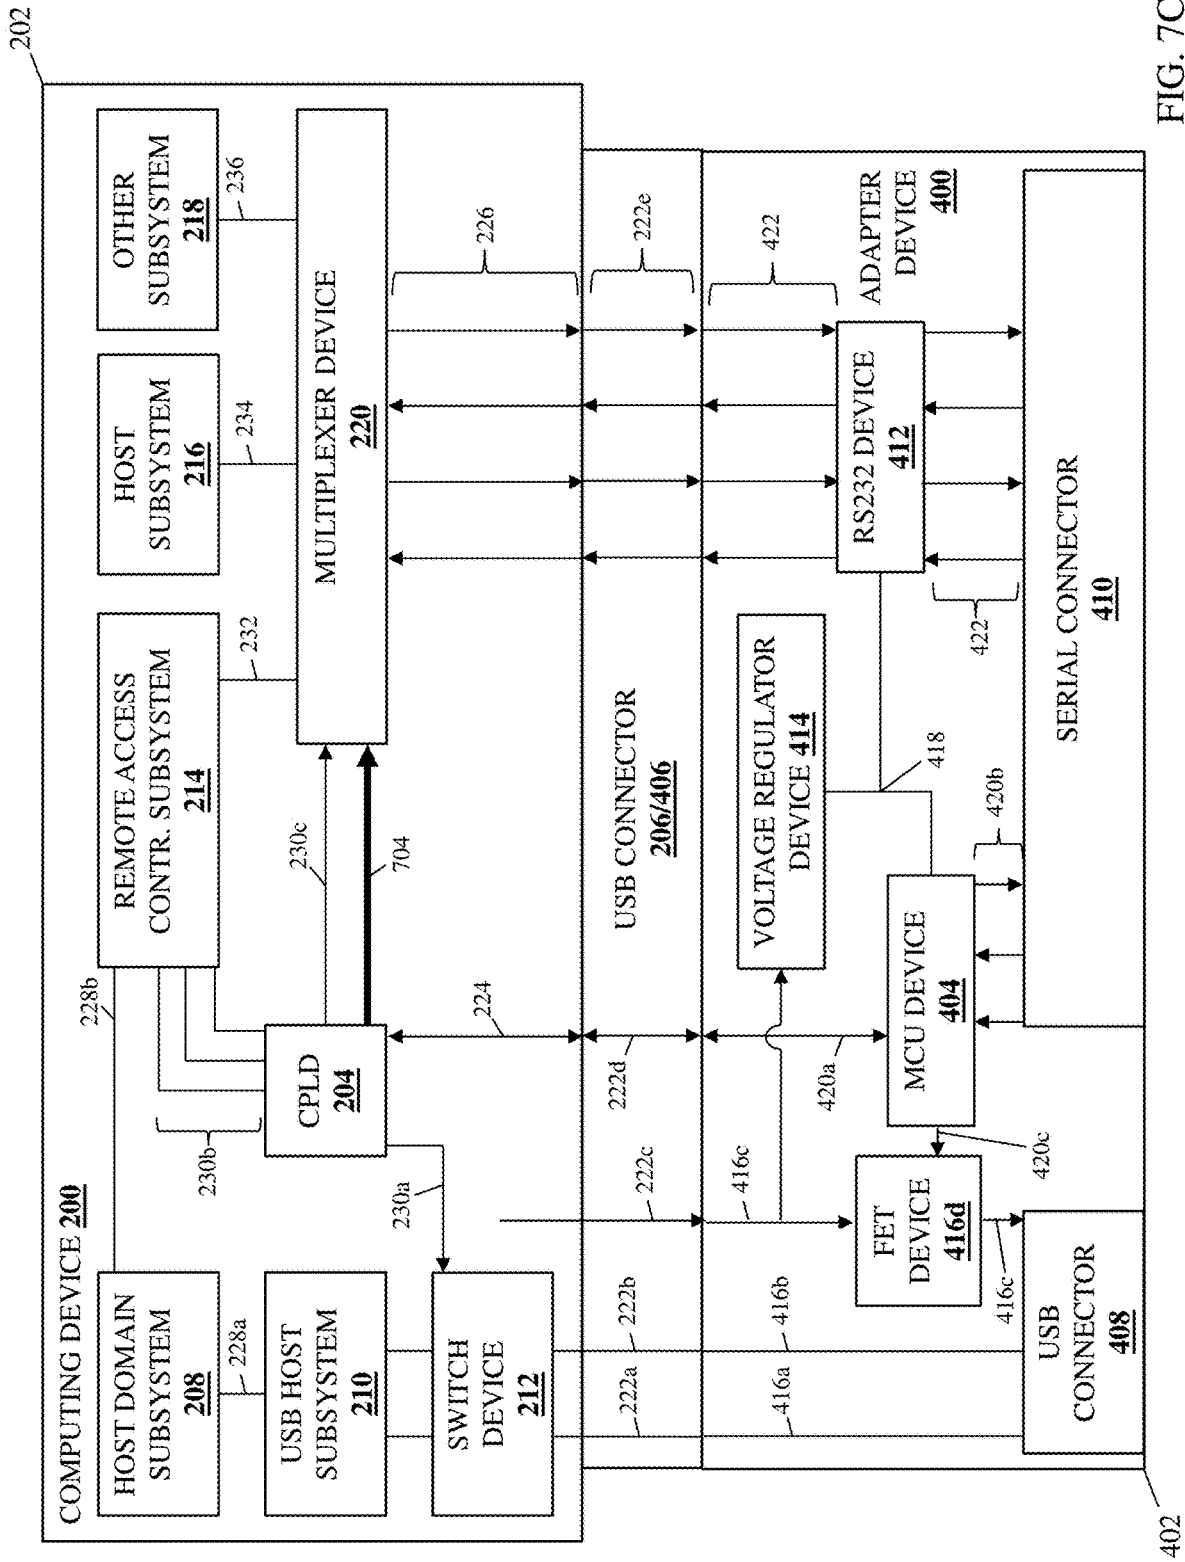 202
COMPUTING DEVICE 200
HOST DOMAIN
SUBSYSTEM
208
228b
REMOTE ACCESS
CONTR. SUBSYSTEM
214
HOST
SUBSYSTEM
216
OTHER
SUBSYSTEM
218
228a
230b
232
234
236
USB HOST
SUBSYSTEM
210
CPLD
204
230c
704
MULTIPLEXER DEVICE
220
230a
SWITCH
DEVICE
212
224
226
222a
222b
222c
222d
USB CONNECTOR
206/406
222e
416a
416b
416c
420a
VOLTAGE REGULATOR
DEVICE 414
422
ADAPTER
DEVICE
400
FET
DEVICE
416d
MCU DEVICE
404
418
RS232 DEVICE
412
420c
416c
420b
422
USB
CONNECTOR
408
SERIAL CONNECTOR
410
402
FIG. 7C